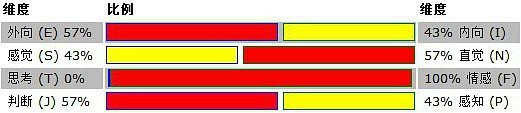 维度 比例 维度
外向 (E) 57% 43% 内向 (I)
感觉 (S) 43% 57% 直觉 (N)
思考 (T) 0% 100% 情感 (F)
判断 (J) 57% 43% 感知 (P)